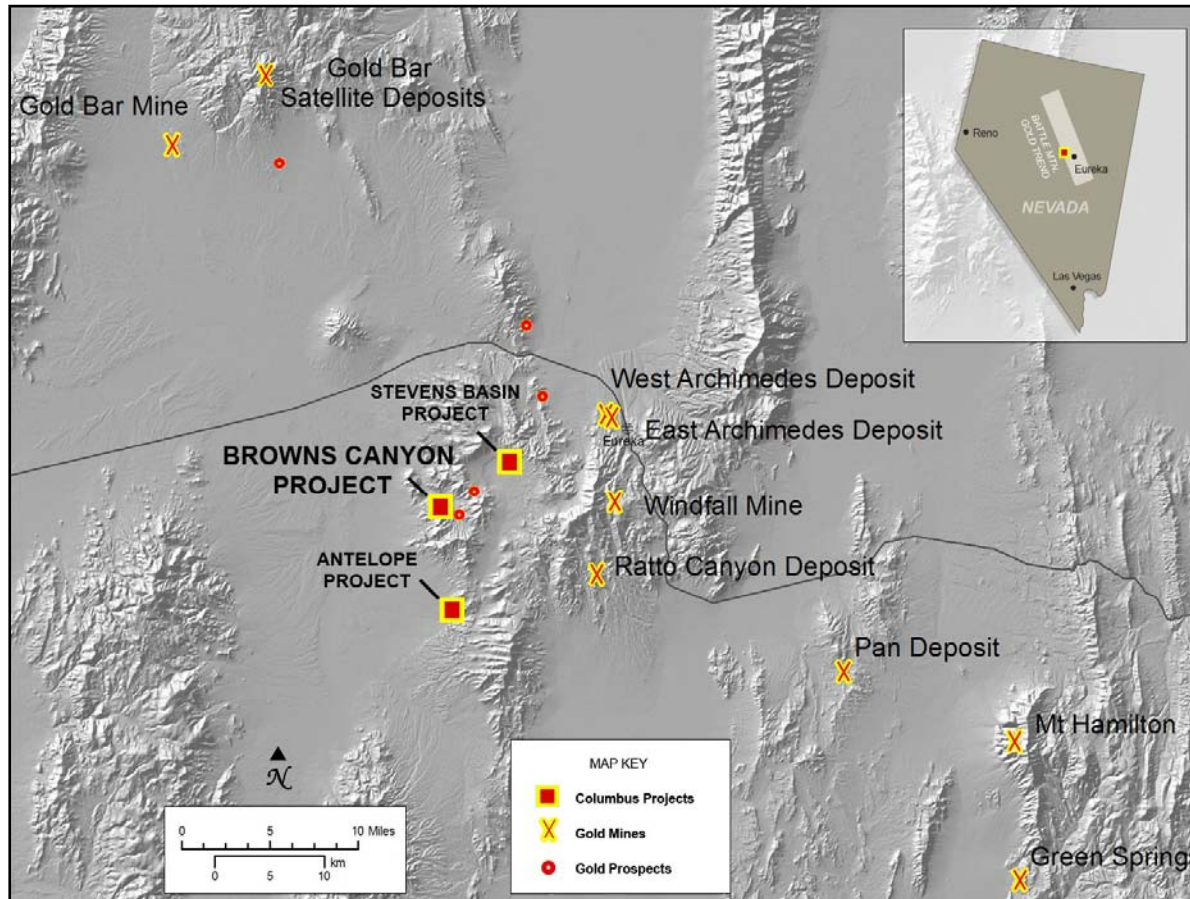 Gold Bar
Satellite Deposits
Gold Bar Mine
Reno
BATTLE MTN.
GOLD TREND
Eureka
NEVADA
Las Vegas
West Archimedes Deposit
STEVENS BASIN
PROJECT
East Archimedes Deposit
Eureka
BROWNS CANYON
PROJECT
Windfall Mine
ANTELOPE
PROJECT
Ratto Canyon Deposit
Pan Deposit
Mt Hamilton
Green Spring
N
0 5 10 Miles
0 5 10
km
MAP KEY
Columbus Projects
Gold Mines
Gold Prospects